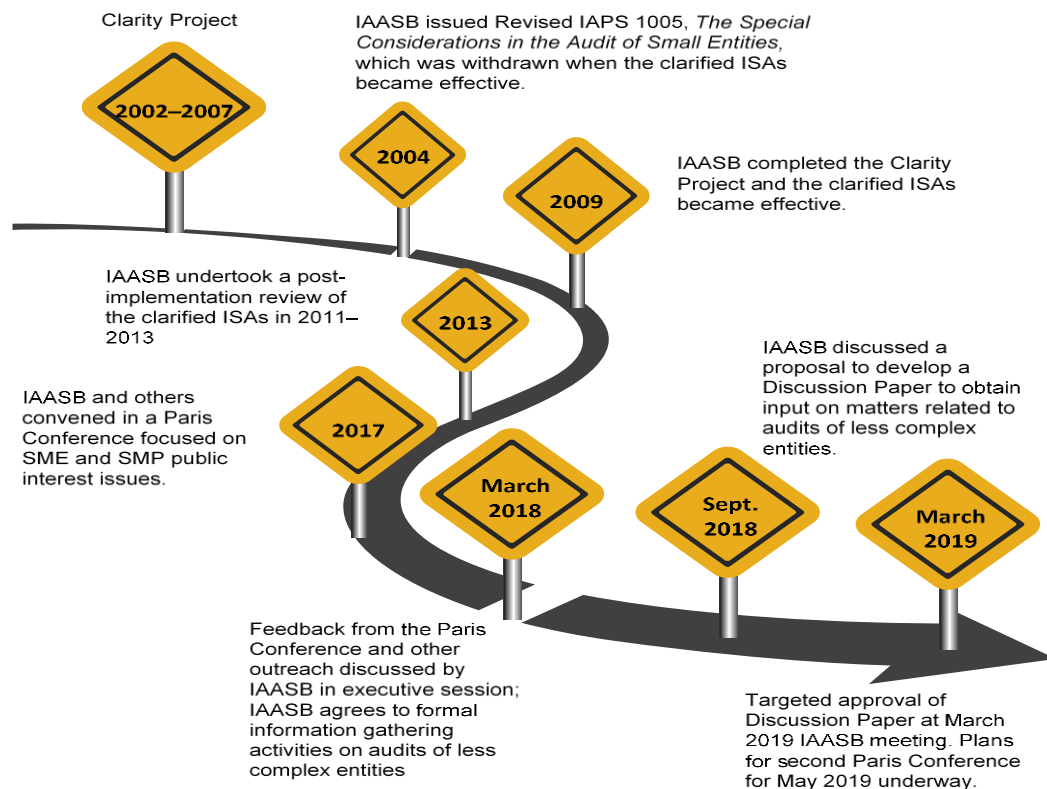 Clarity Project
2002–2007
IAASB issued Revised IAPS 1005, The Special
Considerations in the Audit of Small Entities,
which was withdrawn when the clarified ISAs
became effective.
2004
2009
IAASB completed the Clarity
Project and the clarified ISAs
became effective.
IAASB undertook a post-
implementation review of
the clarified ISAs in 2011–
2013
2013
IAASB and others
convened in a Paris
Conference focused on
SME and SMP public
interest issues.
2017
Feedback from the Paris
Conference and other
outreach discussed by
IAASB in executive session;
IAASB agrees to formal
information gathering
activities on audits of less
complex entities
March
2018
IAASB discussed a
proposal to develop a
Discussion Paper to obtain
input on matters related to
audits of less complex
entities.
Sept.
2018
March
2019
Targeted approval of
Discussion Paper at March
2019 IAASB meeting. Plans
for second Paris Conference
for May 2019 underway.